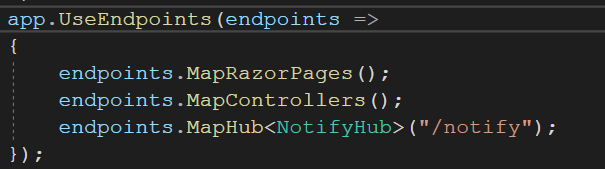 app.UseEndpoints(endpoints =>
{
    endpoints.MapRazorPages();
    endpoints.MapControllers();
    endpoints.MapHub<NotifyHub>("/notify");
});